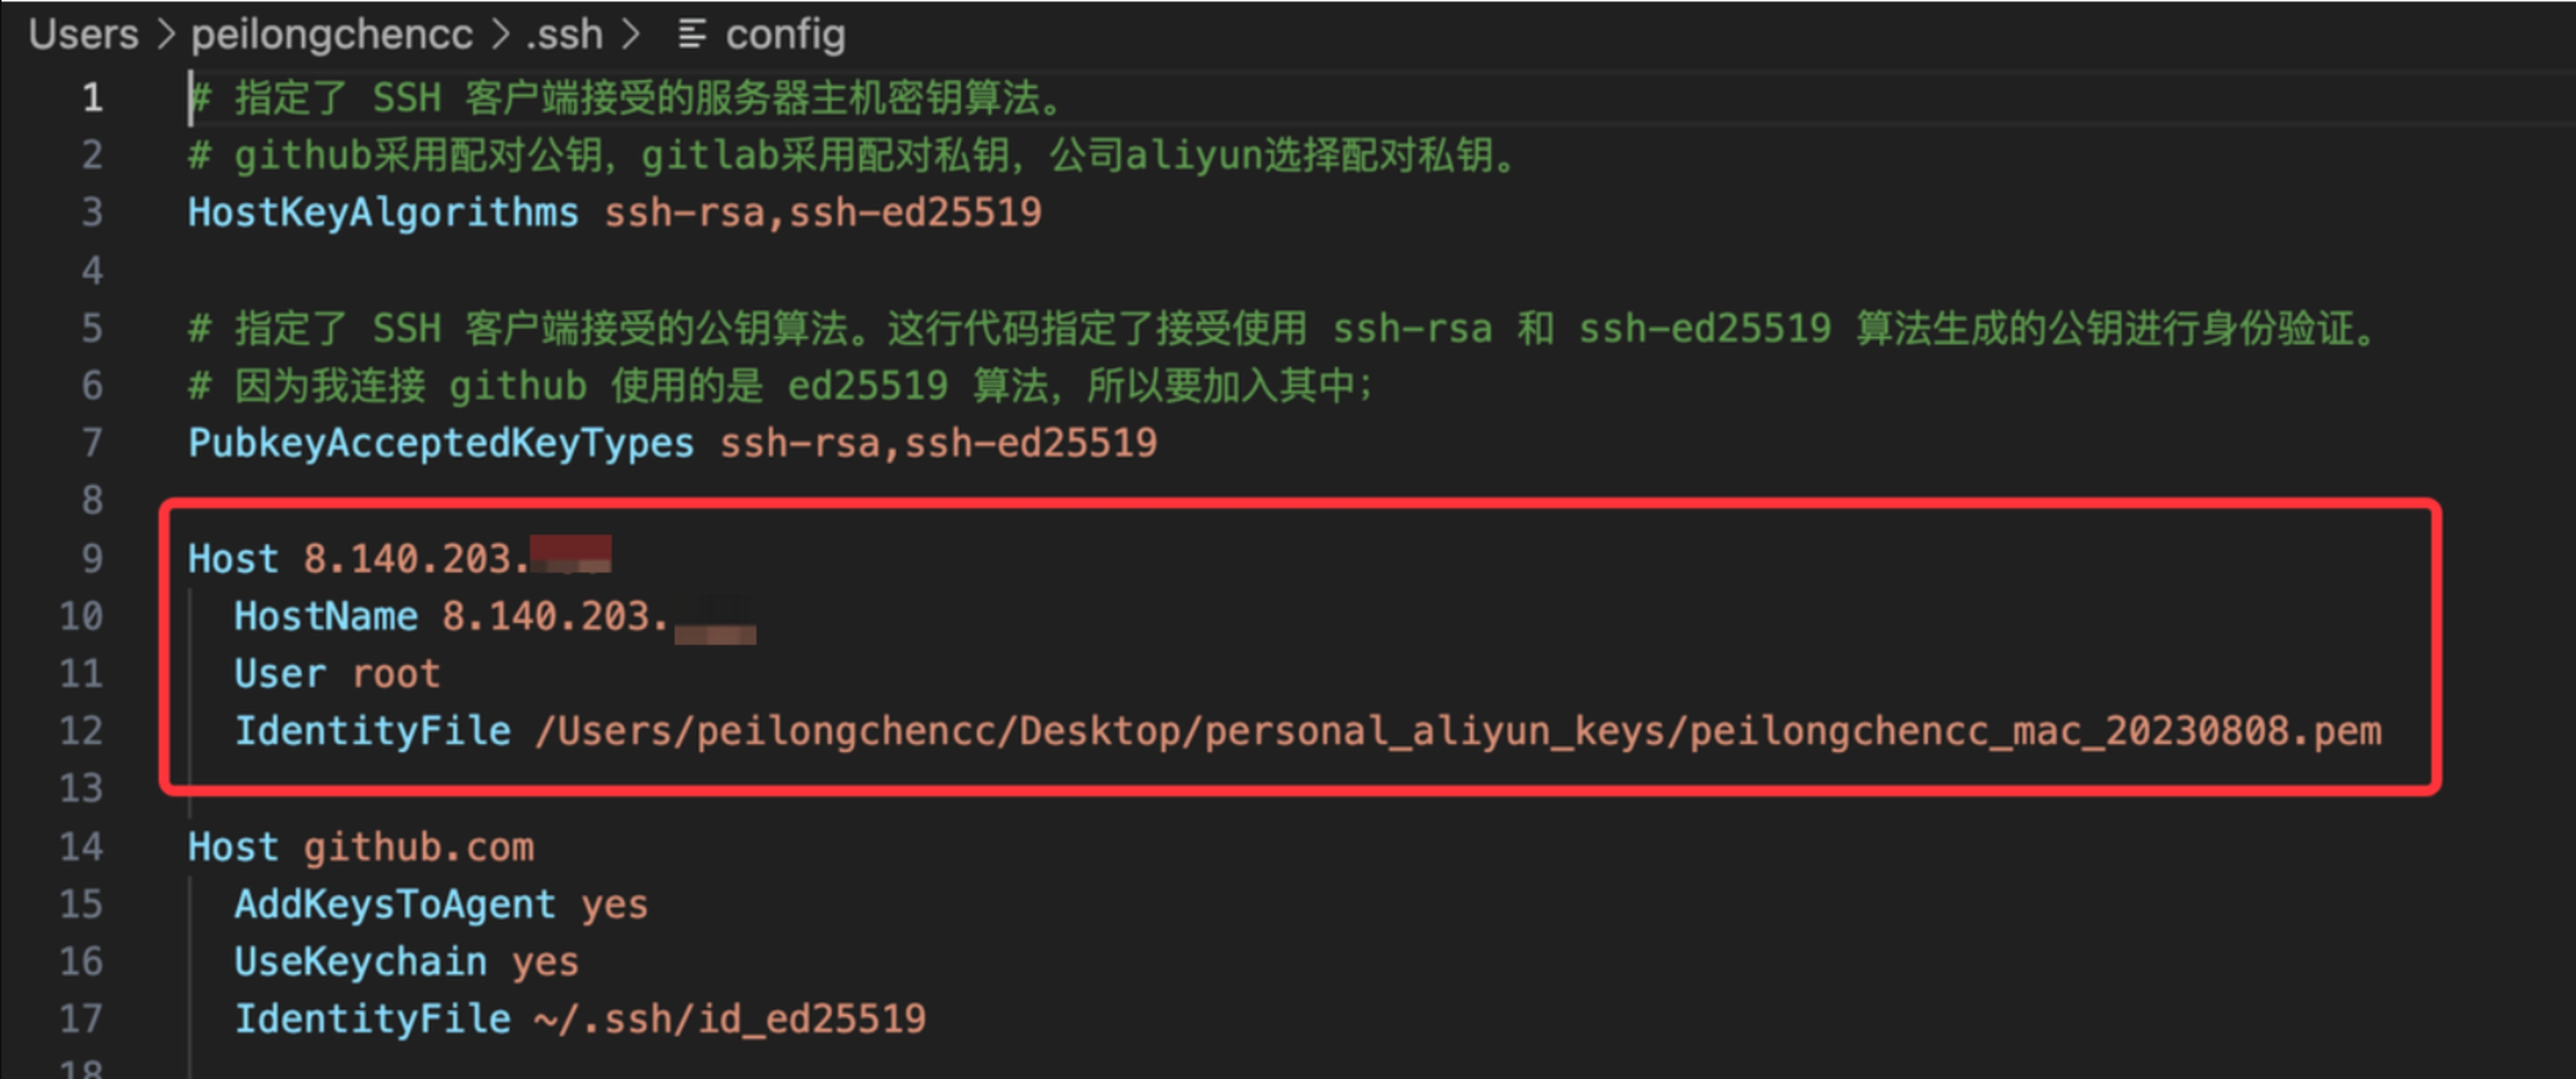 Users > peilongchencc > .ssh > config
1 # 指定了 SSH 客户端接受的服务器主机密钥算法。
2 # github采用配对公钥，gitlab采用配对私钥，公司aliyun选择配对私钥。
3 HostKeyAlgorithms ssh-rsa,ssh-ed25519
4
5 # 指定了 SSH 客户端接受的公钥算法。这行代码指定了接受使用 ssh-rsa 和 ssh-ed25519 算法生成的公钥进行身份验证。
6 # 因为我连接 github 使用的是 ed25519 算法，所以要加入其中；
7 PubkeyAcceptedKeyTypes ssh-rsa,ssh-ed25519
8
9 Host 8.140.203.
10 HostName 8.140.203.
11 User root
12 IdentityFile /Users/peilongchencc/Desktop/personal_aliyun_keys/peilongchencc_mac_20230808.pem
13
14 Host github.com
15 AddKeysToAgent yes
16 UseKeychain yes
17 IdentityFile ~/.ssh/id_ed25519
18